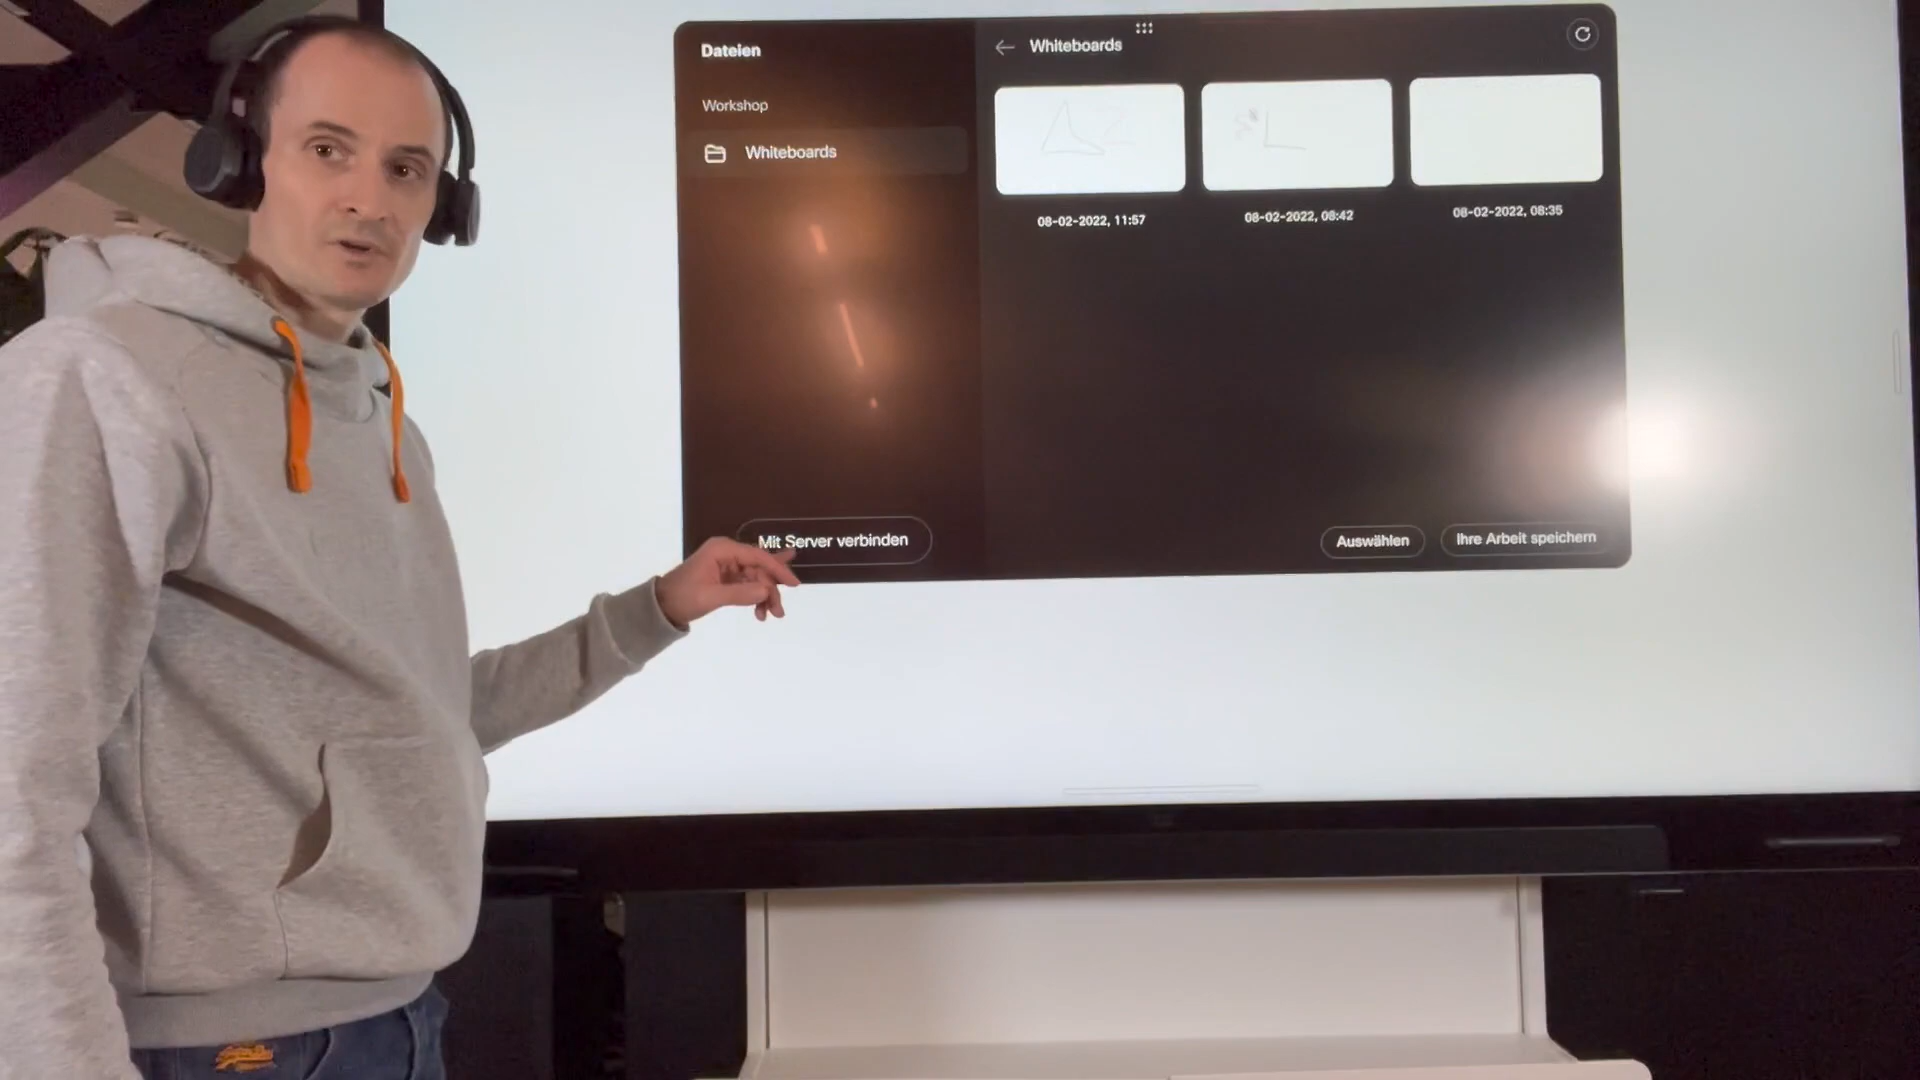 Dateien
Workshop
Whiteboards
Mit Server verbinden
Whiteboards
08-02-2022, 11:57
08-02-2022, 08:42
08-02-2022, 08:35
Auswählen
Ihre Arbeit speichern